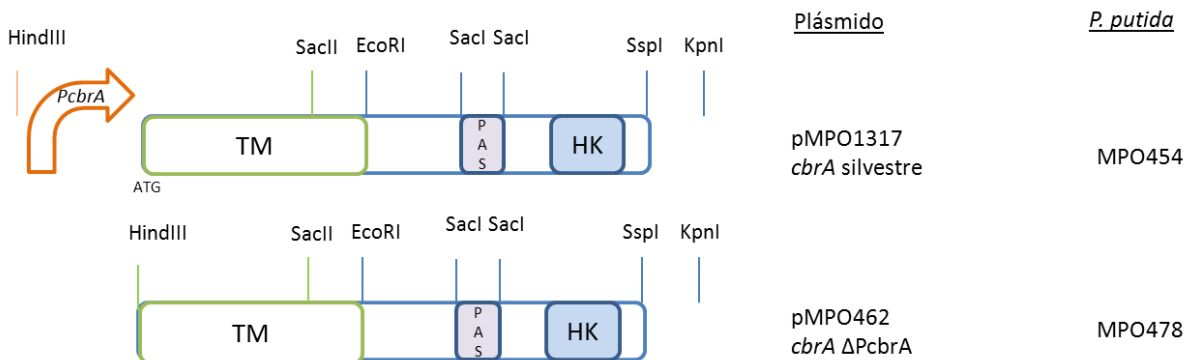 Plásmido P. putida
HindIII
SacII EcoRI SacI SacI SspI KpnI
PcbrA
TM
P
A
S
HK
ATG
pMPO1317
cbrA silvestre
MPO454
HindIII SacII EcoRI SacI SacI SspI KpnI
TM
P
A
S
HK
pMPO462
cbrA ΔPcbrA
MPO478